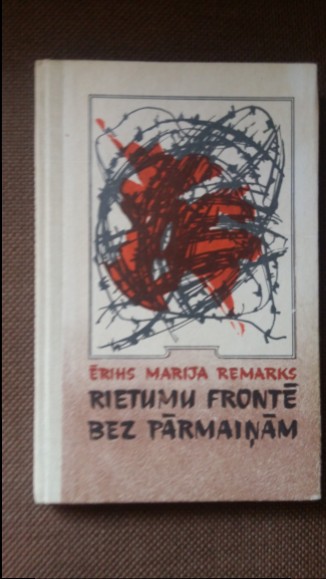 ĒRIHS MARIJA REMARKS
RIETUMU FRONTĒ
BEZ PĀRMAIŅĀM